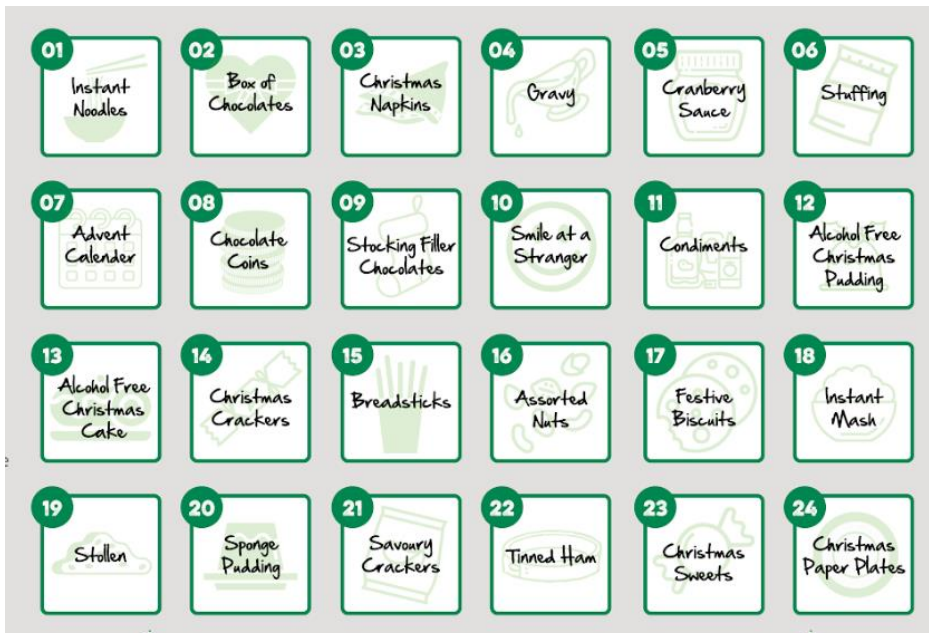 01
Instant
Noodles
02
Box of
Chocolates
03
Christmas
Napkins
04
Gravy
05
Cranberry
Sauce
06
Stuffing
07
Advent
Calender
08
Chocolate
Coins
09
Stocking Filler
Chocolates
10
Smile at a
Stranger
11
Condiments
12
Alcohol Free
Christmas
Pudding
13
Alcohol Free
Christmas
Cake
14
Christmas
Crackers
15
Breadsticks
16
Assorted
Nuts
17
Festive
Biscuits
18
Instant
Mash
19
Stollen
20
Sponge
Pudding
21
Savoury
Crackers
22
Tinned Ham
23
Christmas
Sweets
24
Christmas
Paper Plates